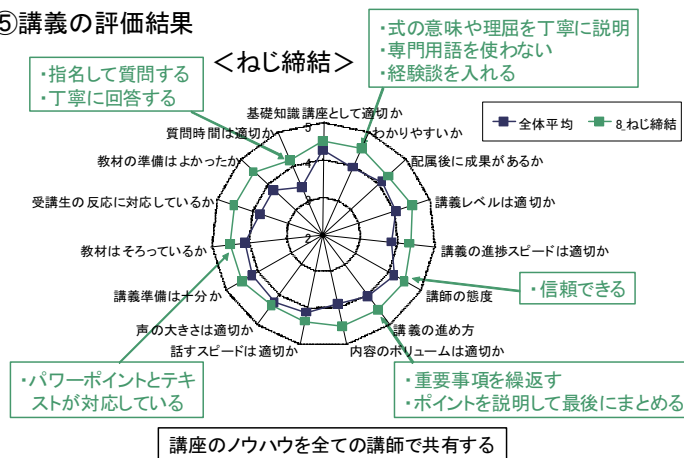 ⑤講義の評価結果
＜ねじ締結＞
・指名して質問する
・丁寧に回答する
・式の意味や理屈を丁寧に説明
・専門用語を使わない
・経験談を入れる
全体平均
8_ねじ締結
基礎知識講座として適切か
わかりやすいか
配属後に成果があるか
講義レベルは適切か
講義の進捗スピードは適切か
講師の態度
講義の進め方
内容のボリュームは適切か
話すスピードは適切か
声の大きさは適切か
講義準備は十分か
教材はそろっているか
受講生の反応に対応しているか
教材の準備はよかったか
質問時間は適切か
5
4
3
2
・信頼できる
・パワーポイントとテキ
ストが対応している
・重要事項を繰返す
・ポイントを説明して最後にまとめる
講座のノウハウを全ての講師で共有する